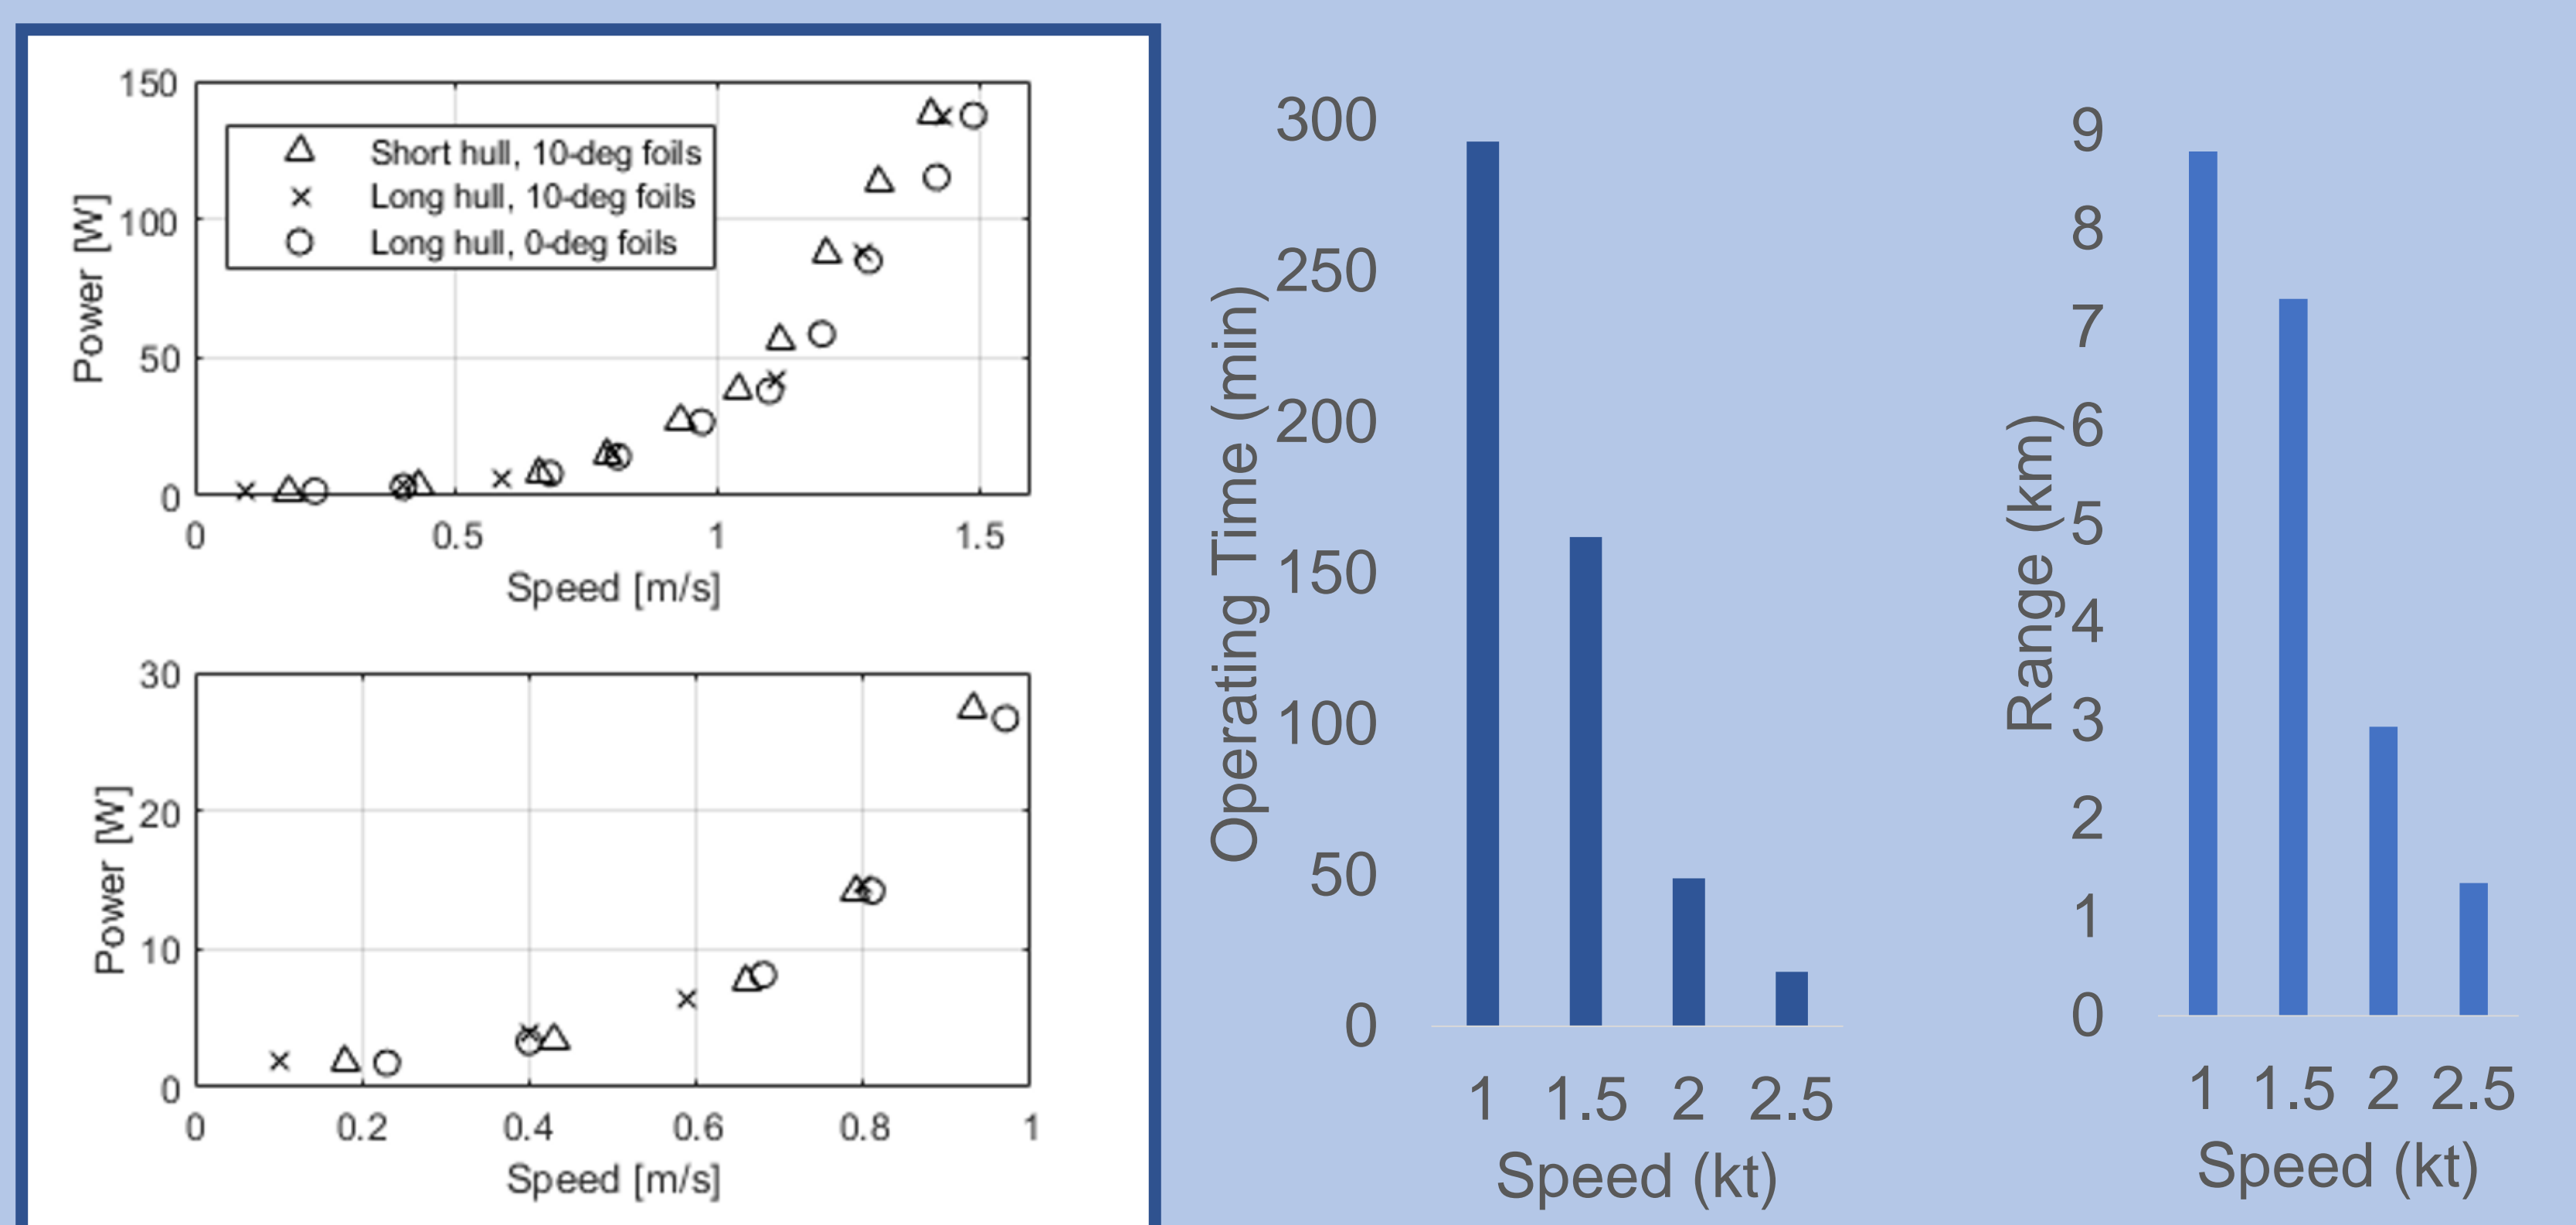 150
100
50
0
Power [W]
Short hull, 10-deg foils
Long hull, 10-deg foils
Long hull, 0-deg foils
0 0.5 1 1.5
Speed [m/s]
30
20
10
0
Power [W]
0 0.2 0.4 0.6 0.8 1
Speed [m/s]
300
250
200
150
100
50
0
Operating Time (min)
1 1.5 2 2.5
Speed (kt)
9
8
7
6
5
4
3
2
1
0
Range (km)
1 1.5 2 2.5
Speed (kt)